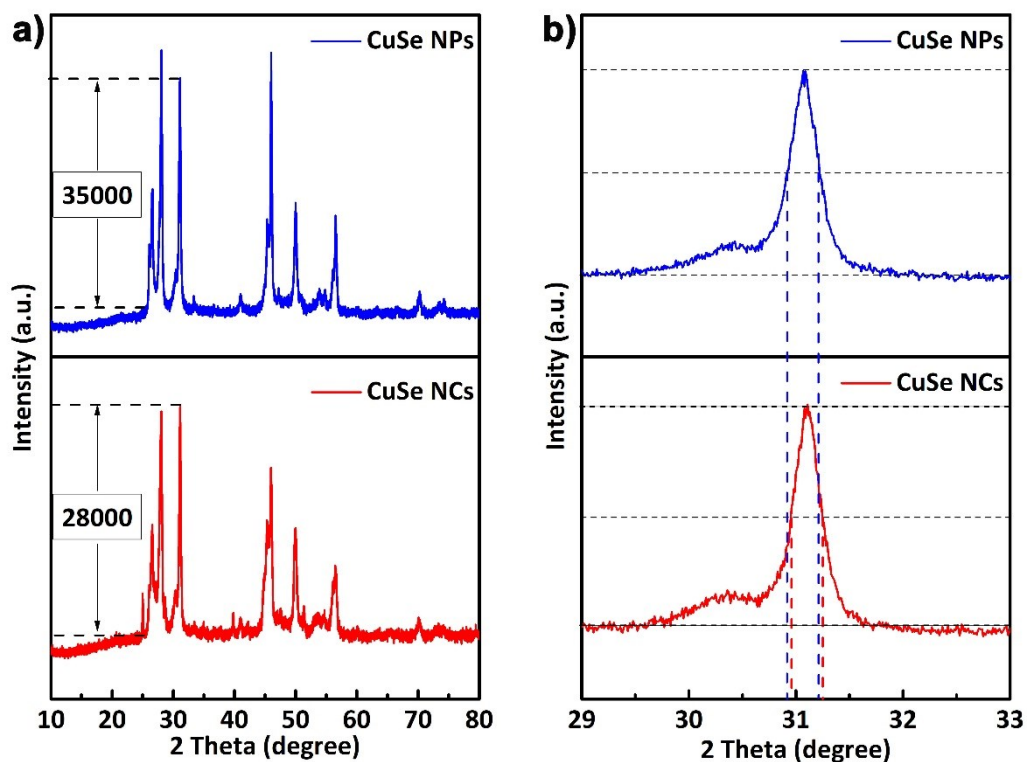 a)
CuSe NPs
35000
CuSe NCs
28000
Intensity (a.u.)
10 20 30 40 50 60 70 80
2 Theta (degree)
b)
CuSe NPs
CuSe NCs
Intensity (a.u.)
Intensity (a.u.)
29 30 31 32 33
2 Theta (degree)